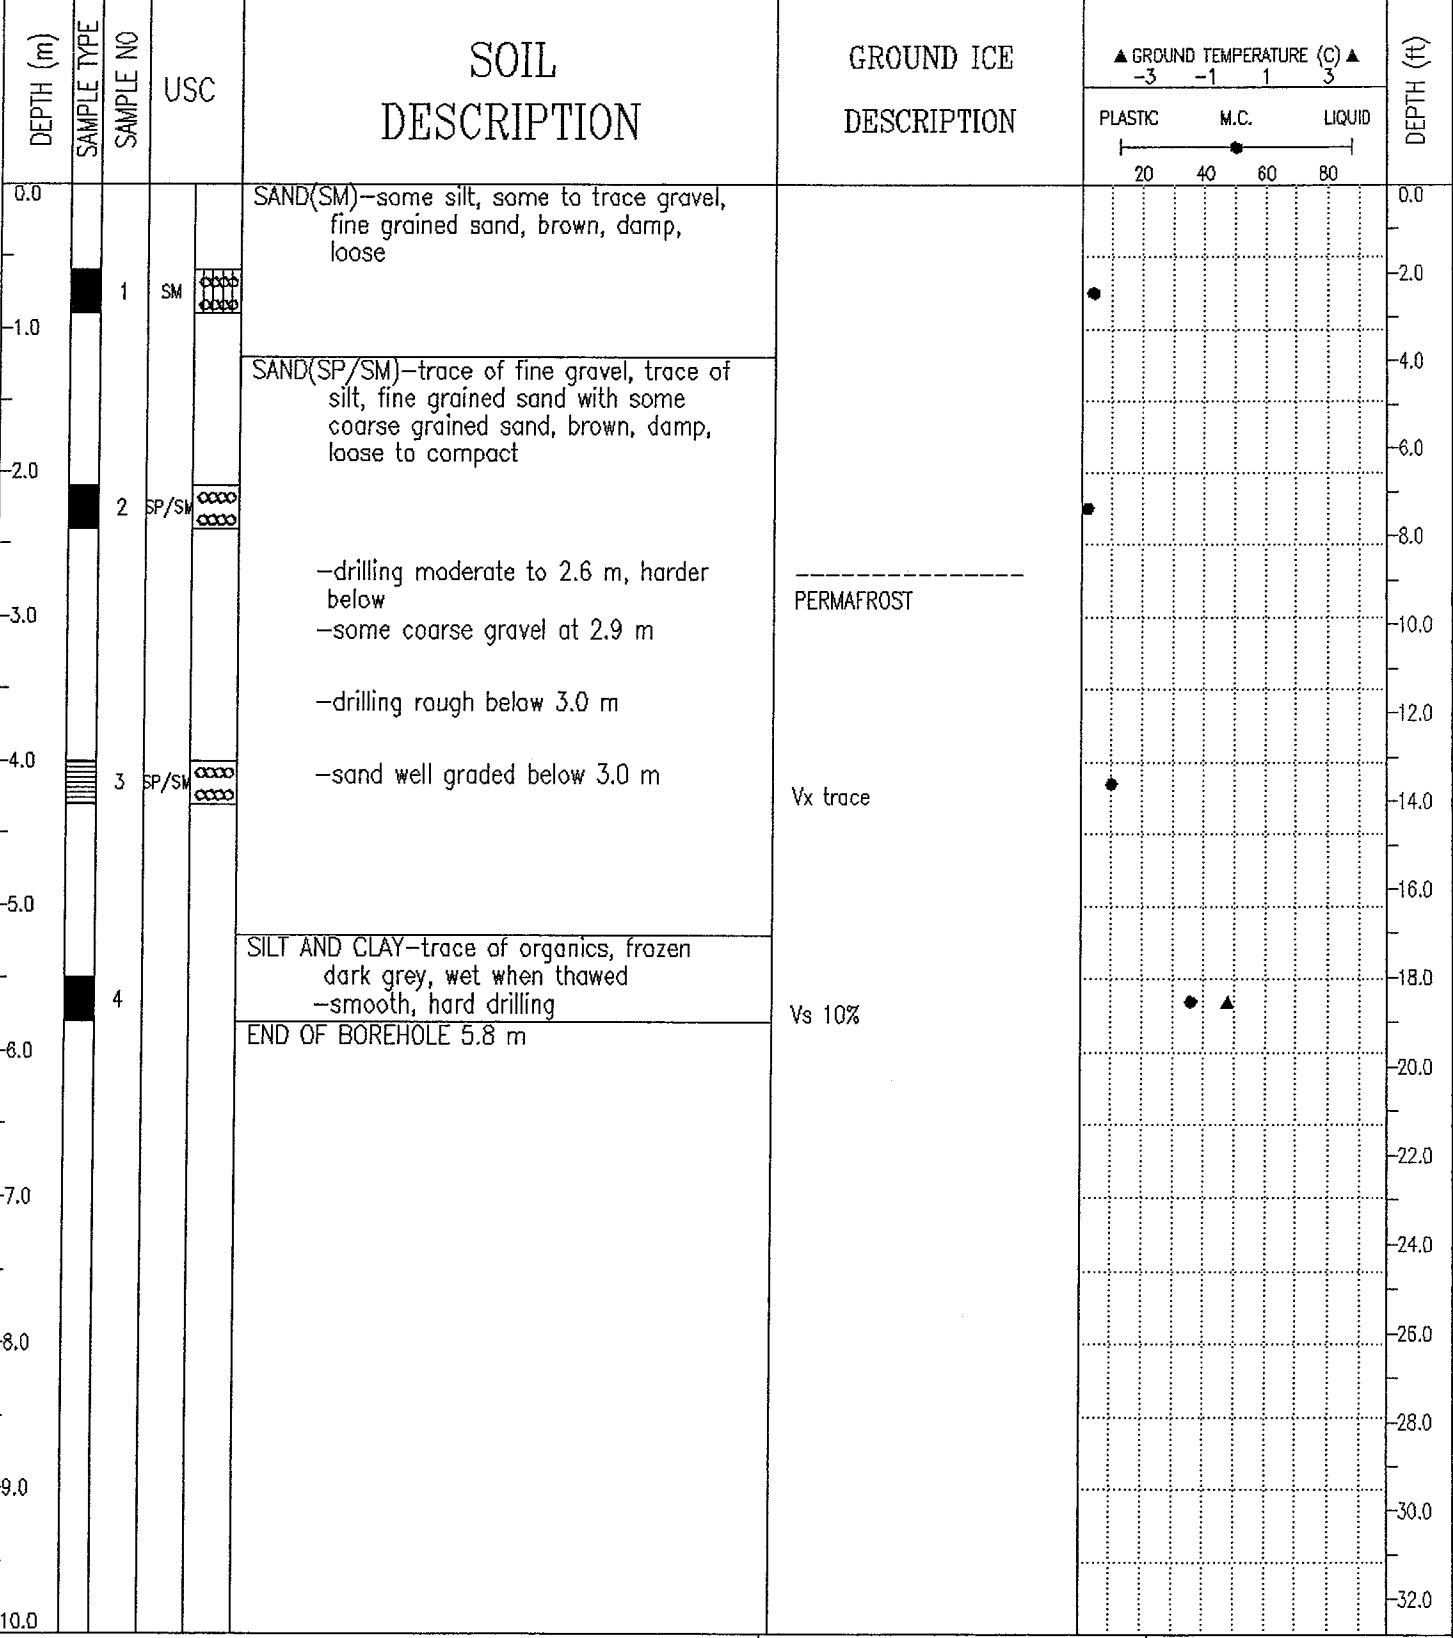 DEPTH (m)
SAMPLE TYPE
SAMPLE NO
USC
SOIL
DESCRIPTION
GROUND ICE
DESCRIPTION
▲ GROUND TEMPERATURE (C) ▲
-3 -1 1 3
PLASTIC M.C. LIQUID
20 40 60 80
DEPTH (ft)
0.0
SAND(SM)-some silt, some to trace gravel,
fine grained sand, brown, damp,
loose
0.0
2.0
1 SM
1.0
SAND(SP/SM)-trace of fine gravel, trace of
silt, fine grained sand with some
coarse grained sand, brown, damp,
loose to compact
4.0
6.0
2.0
2 SP/SM
8.0
-drilling moderate to 2.6 m, harder
below
PERMAFROST
3.0
-some coarse gravel at 2.9 m
10.0
-drilling rough below 3.0 m
12.0
4.0
3 SP/SM
-sand well graded below 3.0 m
Vx trace
14.0
16.0
5.0
SILT AND CLAY-trace of organics, frozen
dark grey, wet when thawed
-smooth, hard drilling
18.0
4
Vs 10%
END OF BOREHOLE 5.8 m
6.0
20.0
22.0
7.0
24.0
8.0
26.0
28.0
9.0
30.0
32.0
10.0